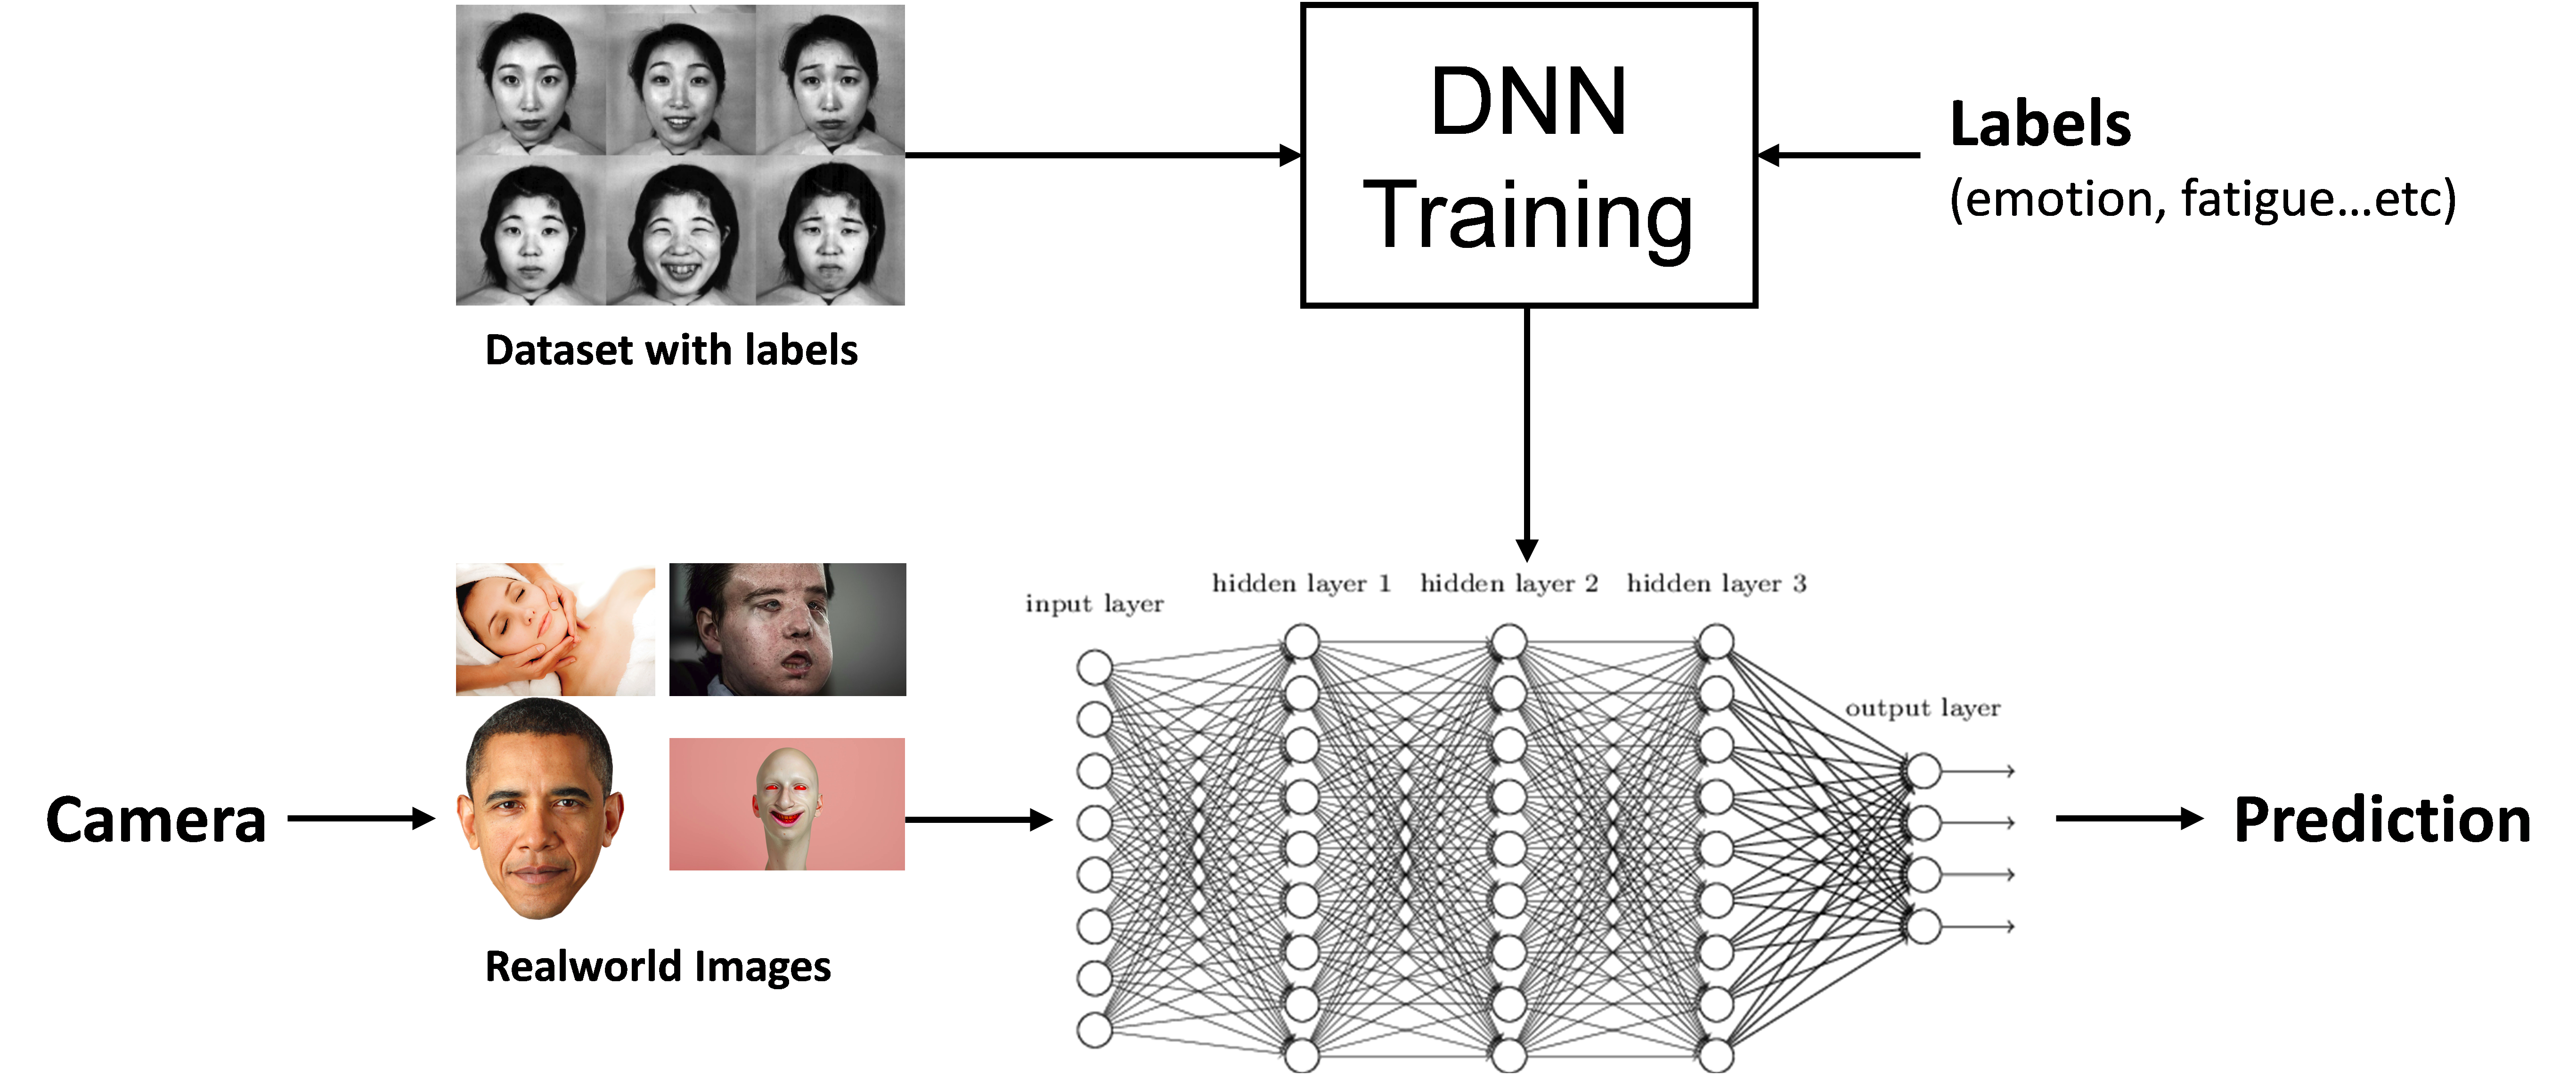 DNN
Training
Labels
(emotion, fatigue...etc)
Dataset with labels
hidden layer 1
hidden layer 2
hidden layer 3
input layer
output layer
Camera
Prediction
Realworld Images